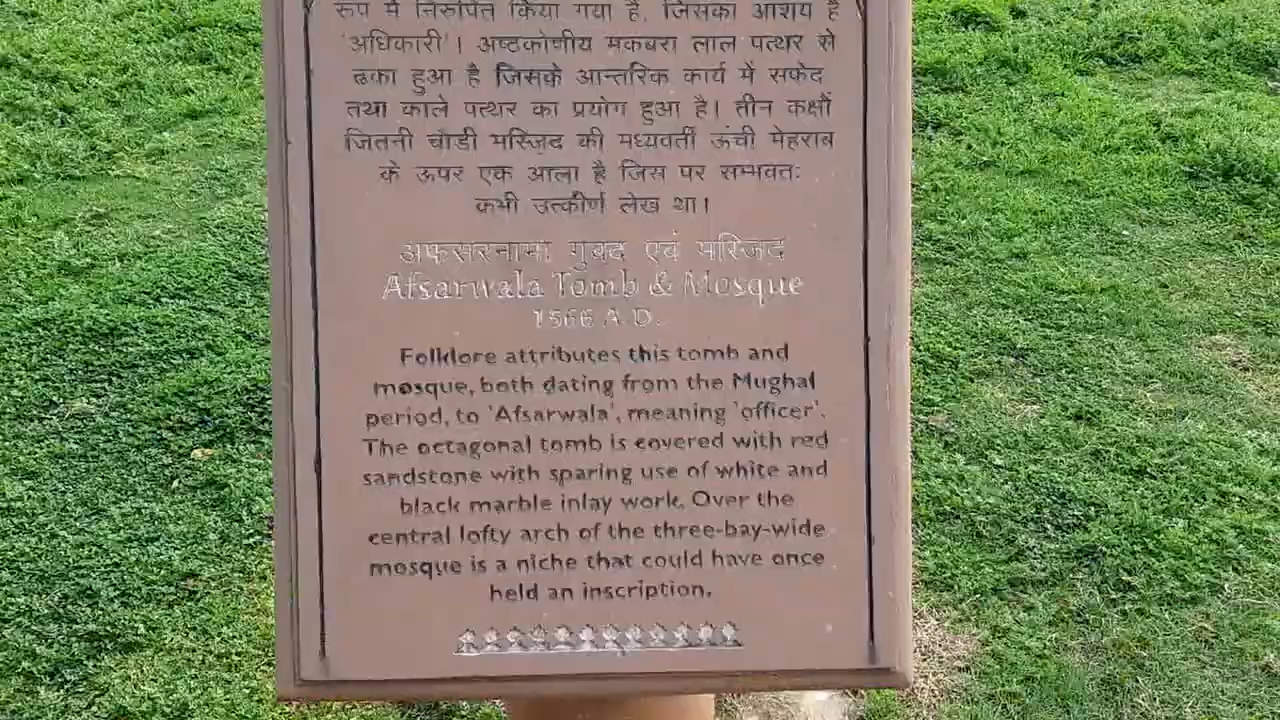 रूप में निरुपित किया गया है, जिसका आशय है
'अधिकारी'। अष्टकोणीय मकबरा लाल पत्थर से
ढका हुआ है जिसके आन्तरिक कार्य में सफेद
तथा काले पत्थर का प्रयोग हुआ है। तीन कक्षों
जितनी चौडी मस्जिद की मध्यवर्ती ऊंची मेहराब
के ऊपर एक आला है जिस पर सम्भवतः
कभी उत्कीर्ण लेख था।
अफसरनामा गुंबद एवं मस्जिद
Afsarwala Tomb & Mosque
1566 A.D.
Folklore attributes this tomb and
mosque, both dating from the Mughal
period, to 'Afsarwala', meaning 'officer'.
The octagonal tomb is covered with red
sandstone with sparing use of white and
black marble inlay work. Over the
central lofty arch of the three-bay-wide
mosque is a niche that could have once
held an inscription.